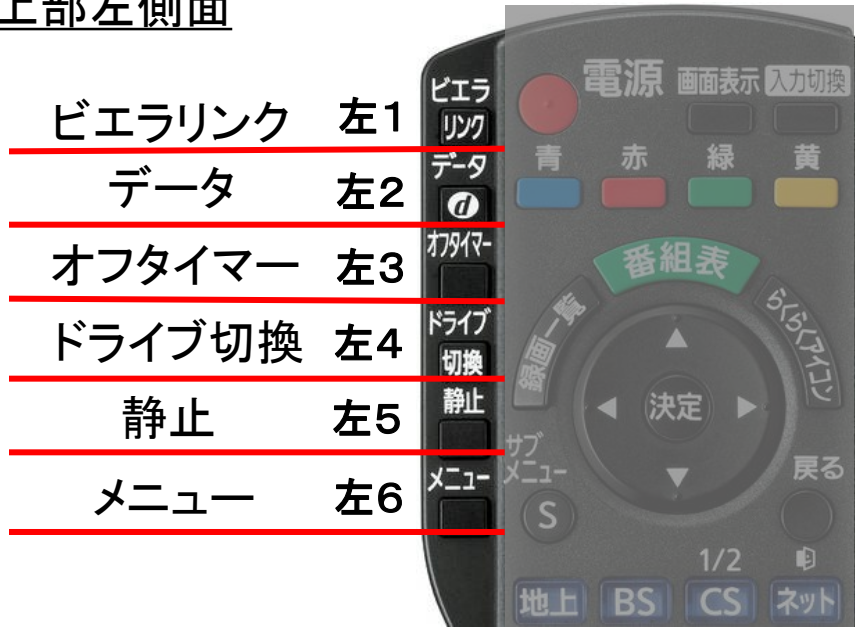 上部左側面
ビエラリンク 左1
データ 左2
オフタイマー 左3
ドライブ切換 左4
静止 左5
メニュー 左6
ビエラ
リンク
データ
d
オフタイマー
ドライブ
切換
静止
メニュー
電源 画面表示 入力切換
青 赤 緑 黄
番組表
録画一覧
らくらくアイコン
決定
サブ
メニュー
S
戻る
1/2
地上 BS CS ネット